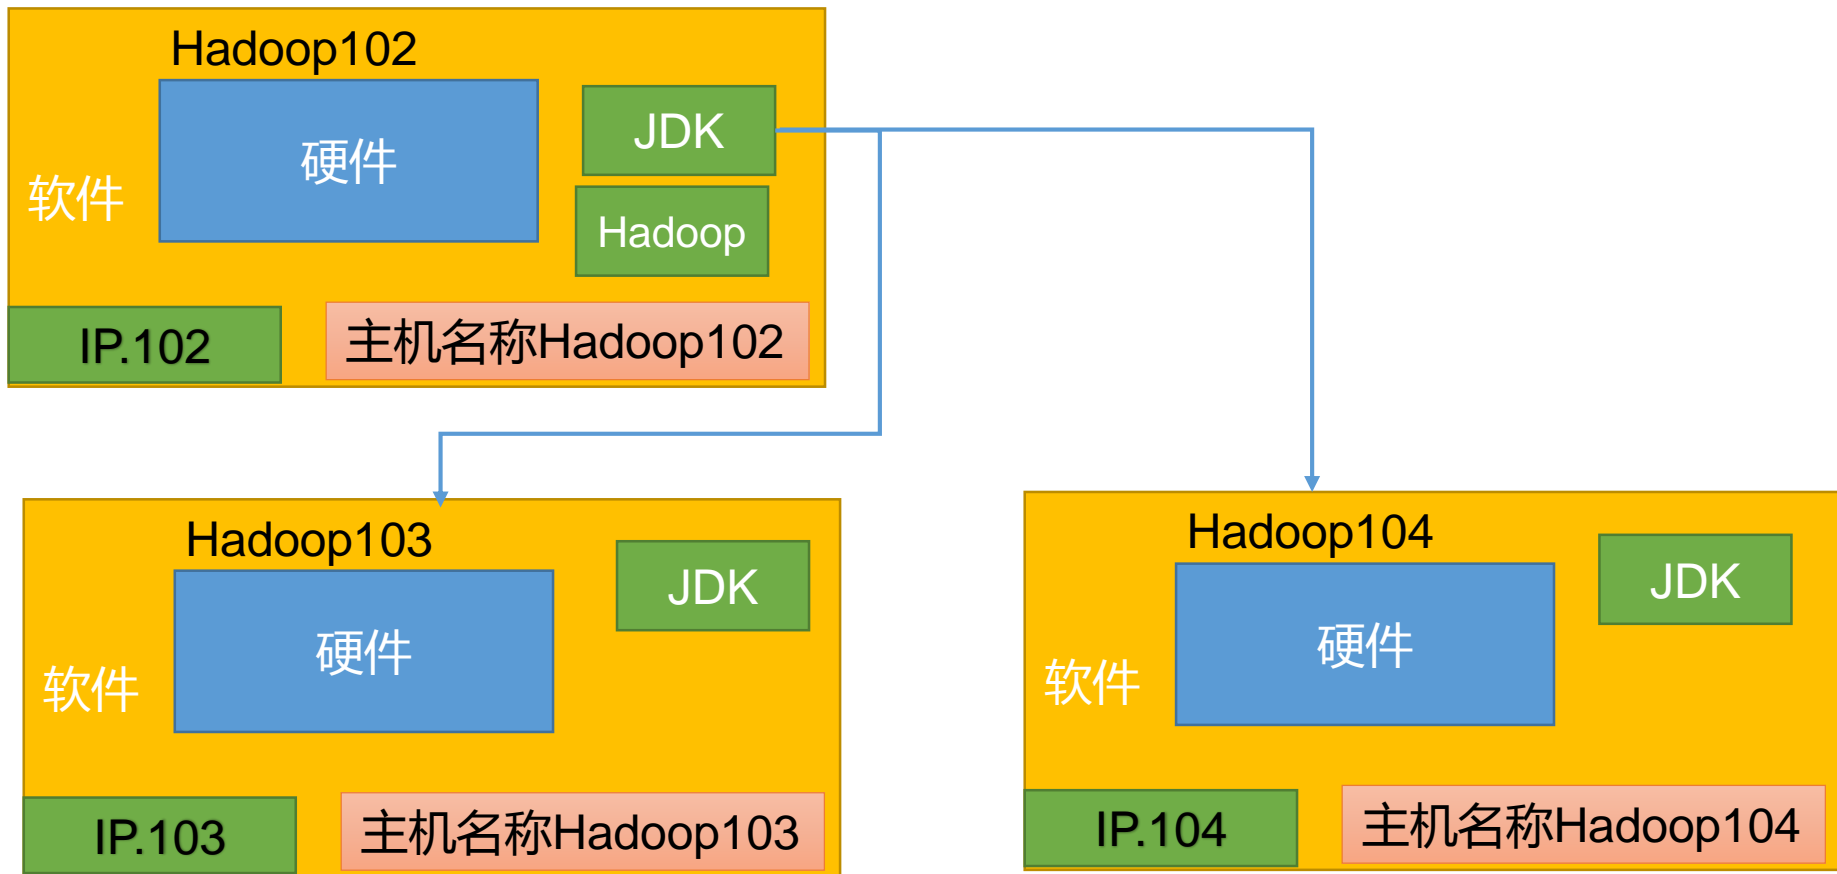 Hadoop102
硬件
JDK
软件
Hadoop
IP.102
主机名称Hadoop102
Hadoop103
JDK
硬件
软件
IP.103
主机名称Hadoop103
Hadoop104
JDK
硬件
软件
IP.104
主机名称Hadoop104